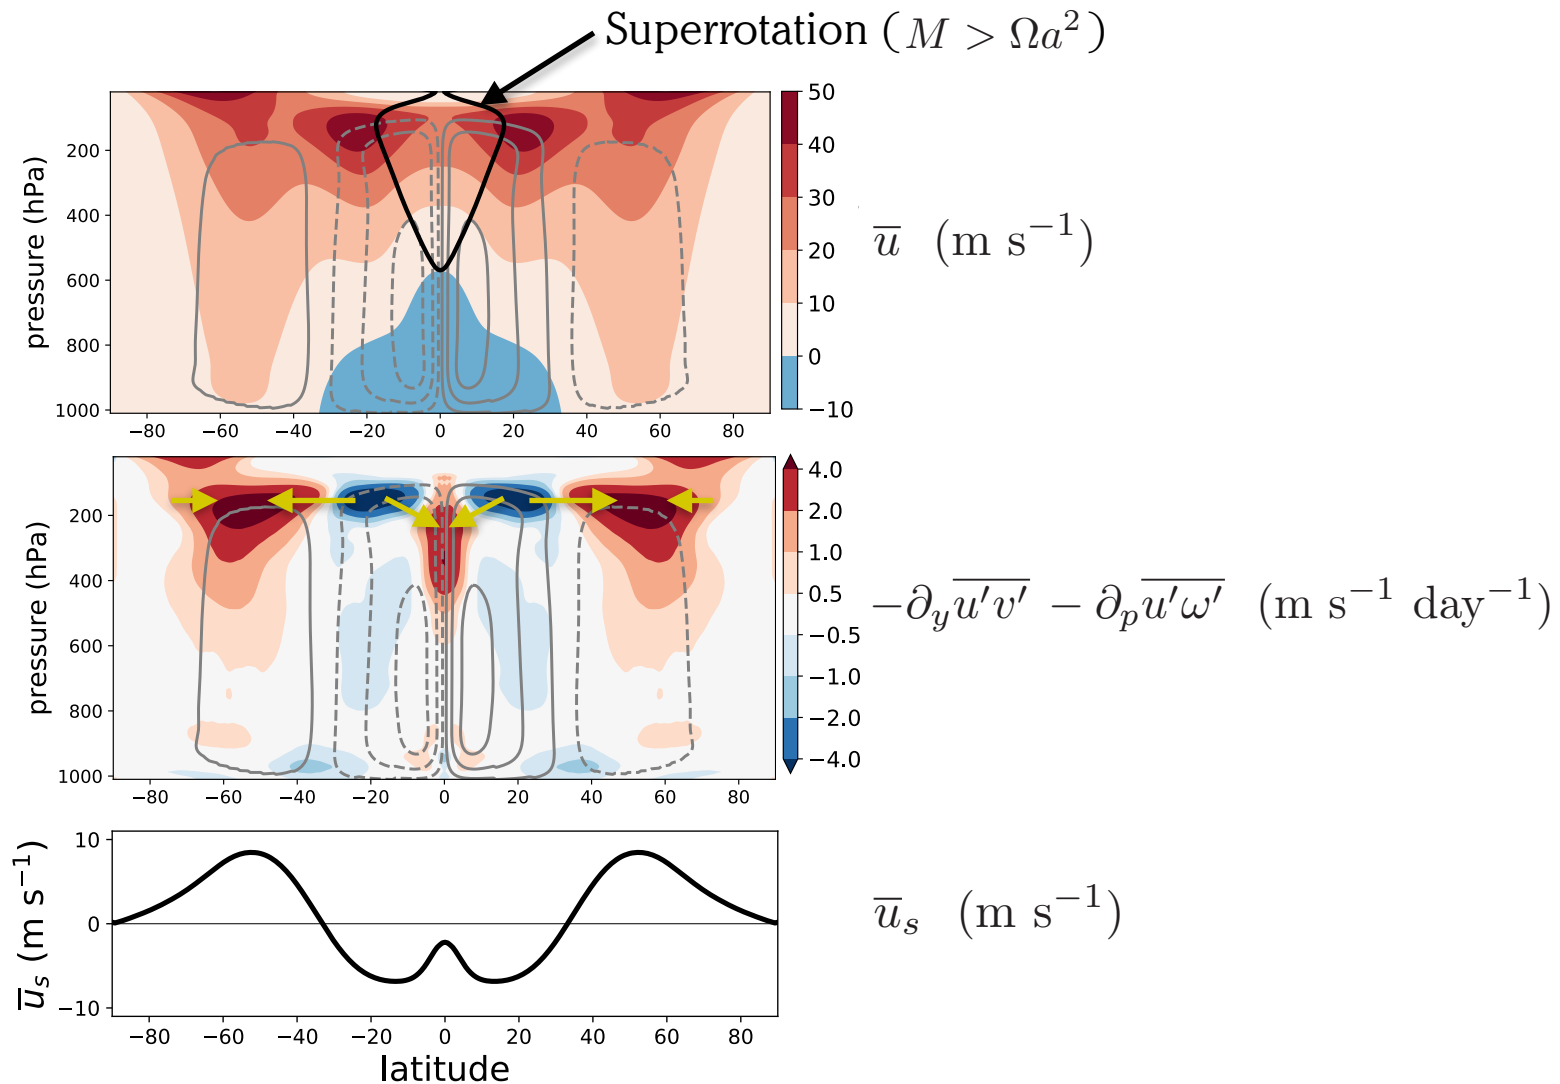 Superrotation ( M > Ωa² )
pressure (hPa)
200
400
600
800
1000
−80 −60 −40 −20 0 20 40 60 80
50
40
30
20
10
0
−10
u̅ (m s⁻¹)
pressure (hPa)
200
400
600
800
1000
−80 −60 −40 −20 0 20 40 60 80
4.0
2.0
1.0
0.5
−0.5
−1.0
−2.0
−4.0
−∂_y \overline{u′v′} − ∂_p \overline{u′ω′} (m s⁻¹ day⁻¹)
u̅_s (m s⁻¹)
10
0
−10
−80 −60 −40 −20 0 20 40 60 80
latitude
u̅_s (m s⁻¹)